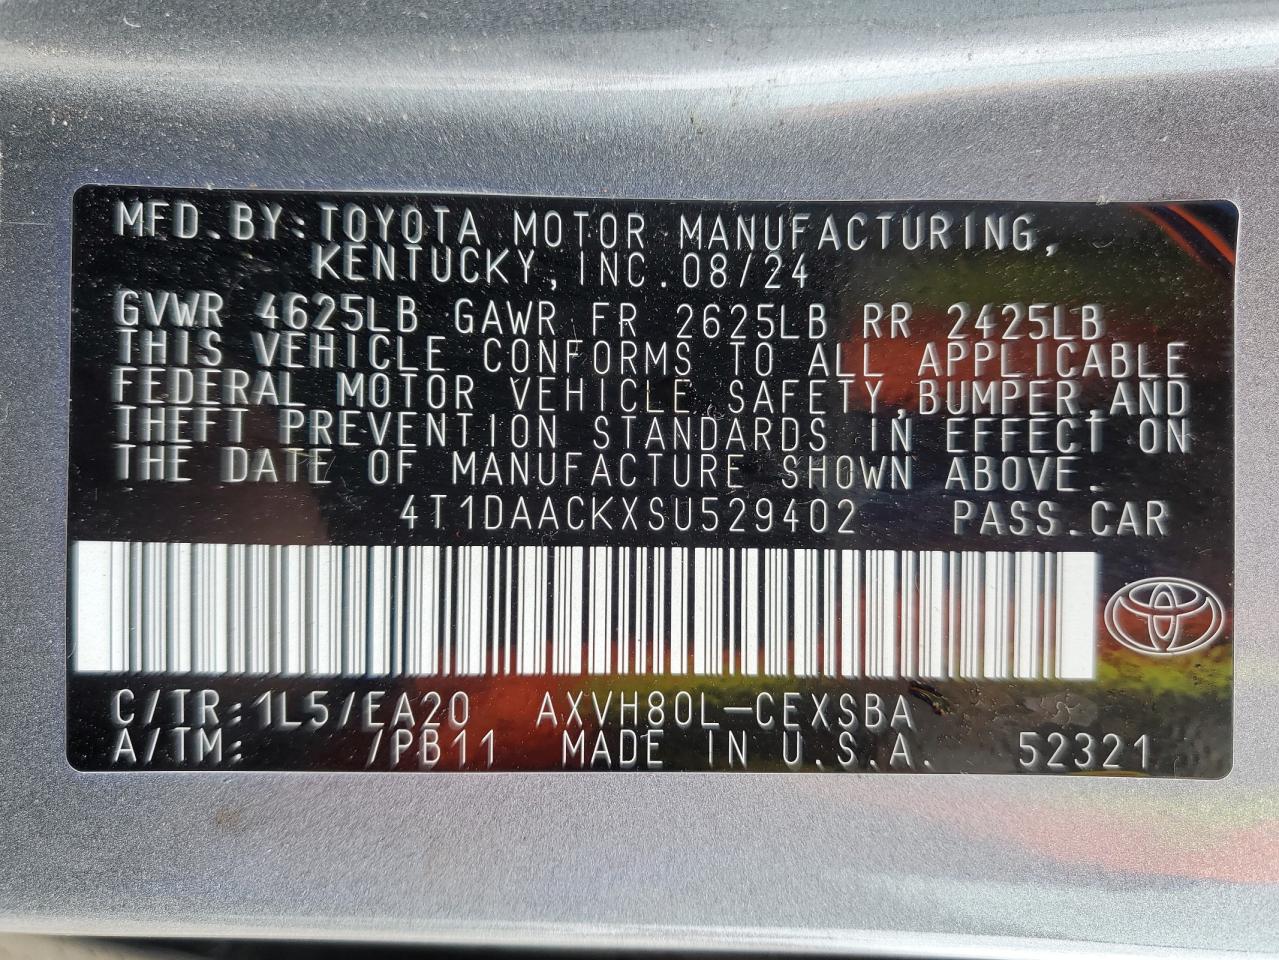 MFD.BY:TOYOTA MOTOR MANUFACTURING,
KENTUCKY,INC.08/24
GVWR 4625LB GAWR FR 2625LB RR 2425LB
THIS VEHICLE CONFORMS TO ALL APPLICABLE
FEDERAL MOTOR VEHICLE SAFETY,BUMPER,AND
THEFT PREVENTION STANDARDS IN EFFECT ON
THE DATE OF MANUFACTURE SHOWN ABOVE.
4T1DAACKXSU529402 PASS.CAR
C/TR:1L5/EA20 AXVH80L-CEXSBA
A/TM: /PB11 MADE IN U.S.A. 52321